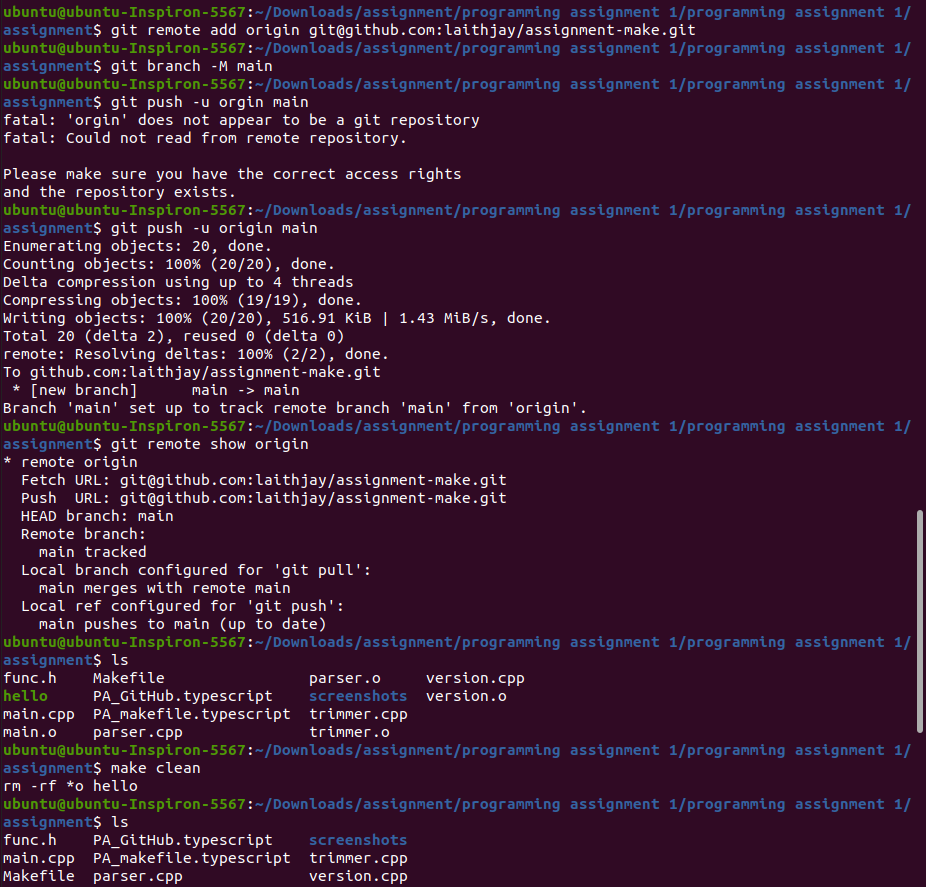 ubuntu@ubuntu-Inspiron-5567:~/Downloads/assignment/programming assignment 1/programming assignment 1/
assignment$ git remote add origin git@github.com:laithjay/assignment-make.git
ubuntu@ubuntu-Inspiron-5567:~/Downloads/assignment/programming assignment 1/programming assignment 1/
assignment$ git branch -M main
ubuntu@ubuntu-Inspiron-5567:~/Downloads/assignment/programming assignment 1/programming assignment 1/
assignment$ git push -u orgin main
fatal: 'orgin' does not appear to be a git repository
fatal: Could not read from remote repository.

Please make sure you have the correct access rights
and the repository exists.
ubuntu@ubuntu-Inspiron-5567:~/Downloads/assignment/programming assignment 1/programming assignment 1/
assignment$ git push -u origin main
Enumerating objects: 20, done.
Counting objects: 100% (20/20), done.
Delta compression using up to 4 threads
Compressing objects: 100% (19/19), done.
Writing objects: 100% (20/20), 516.91 KiB | 1.43 MiB/s, done.
Total 20 (delta 2), reused 0 (delta 0)
remote: Resolving deltas: 100% (2/2), done.
To github.com:laithjay/assignment-make.git
 * [new branch]      main -> main
Branch 'main' set up to track remote branch 'main' from 'origin'.
ubuntu@ubuntu-Inspiron-5567:~/Downloads/assignment/programming assignment 1/programming assignment 1/
assignment$ git remote show origin
* remote origin
  Fetch URL: git@github.com:laithjay/assignment-make.git
  Push  URL: git@github.com:laithjay/assignment-make.git
  HEAD branch: main
  Remote branch:
    main tracked
  Local branch configured for 'git pull':
    main merges with remote main
  Local ref configured for 'git push':
    main pushes to main (up to date)
ubuntu@ubuntu-Inspiron-5567:~/Downloads/assignment/programming assignment 1/programming assignment 1/
assignment$ ls
func.h    Makefile                parser.o     version.cpp
hello     PA_GitHub.typescript    screenshots  version.o
main.cpp  PA_makefile.typescript  trimmer.cpp
main.o    parser.cpp              trimmer.o
ubuntu@ubuntu-Inspiron-5567:~/Downloads/assignment/programming assignment 1/programming assignment 1/
assignment$ make clean
rm -rf *o hello
ubuntu@ubuntu-Inspiron-5567:~/Downloads/assignment/programming assignment 1/programming assignment 1/
assignment$ ls
func.h    PA_GitHub.typescript    screenshots
main.cpp  PA_makefile.typescript  trimmer.cpp
Makefile  parser.cpp              version.cpp